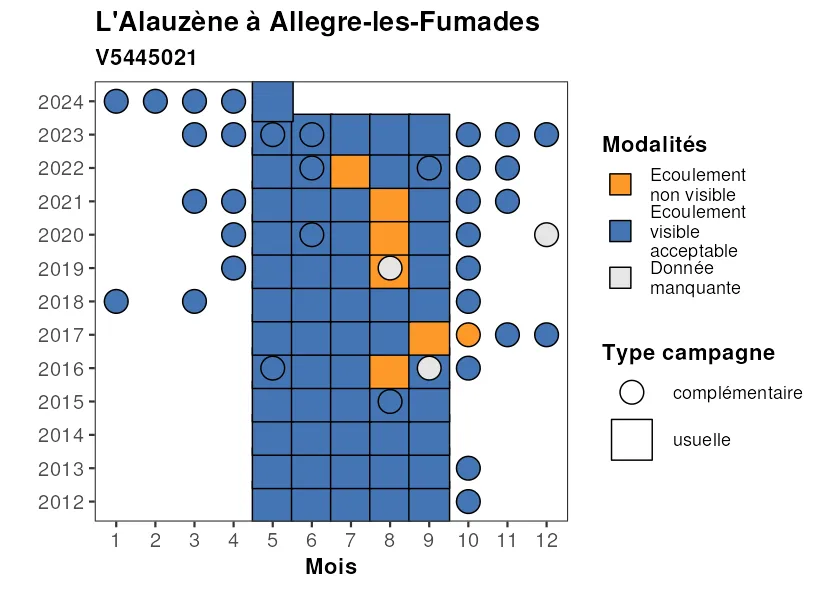 L'Alauzène à Allegre-les-Fumades
V5445021
2024
2023
2022
2021
2020
2019
2018
2017
2016
2015
2014
2013
2012
1 2 3 4 5 6 7 8 9 10 11 12
Mois
Modalités
Ecoulement
non visible
Ecoulement
visible
acceptable
Donnée
manquante
Type campagne
complémentaire
usuelle